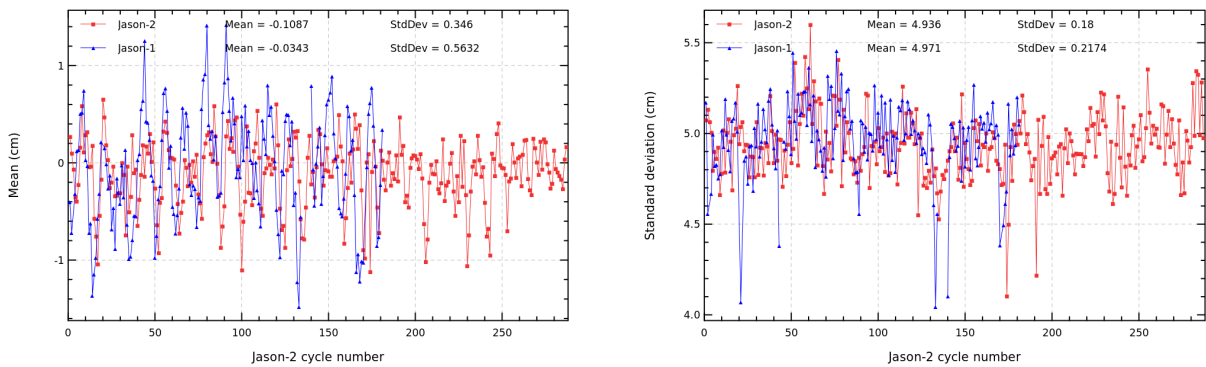 Jason-2 Mean = -0.1087 StdDev = 0.346
Jason-1 Mean = -0.0343 StdDev = 0.5632
1
0
-1
Mean (cm)
0 50 100 150 200 250
Jason-2 cycle number
Jason-2 Mean = 4.936 StdDev = 0.18
Jason-1 Mean = 4.971 StdDev = 0.2174
5.5
5.0
4.5
4.0
Standard deviation (cm)
0 50 100 150 200 250
Jason-2 cycle number